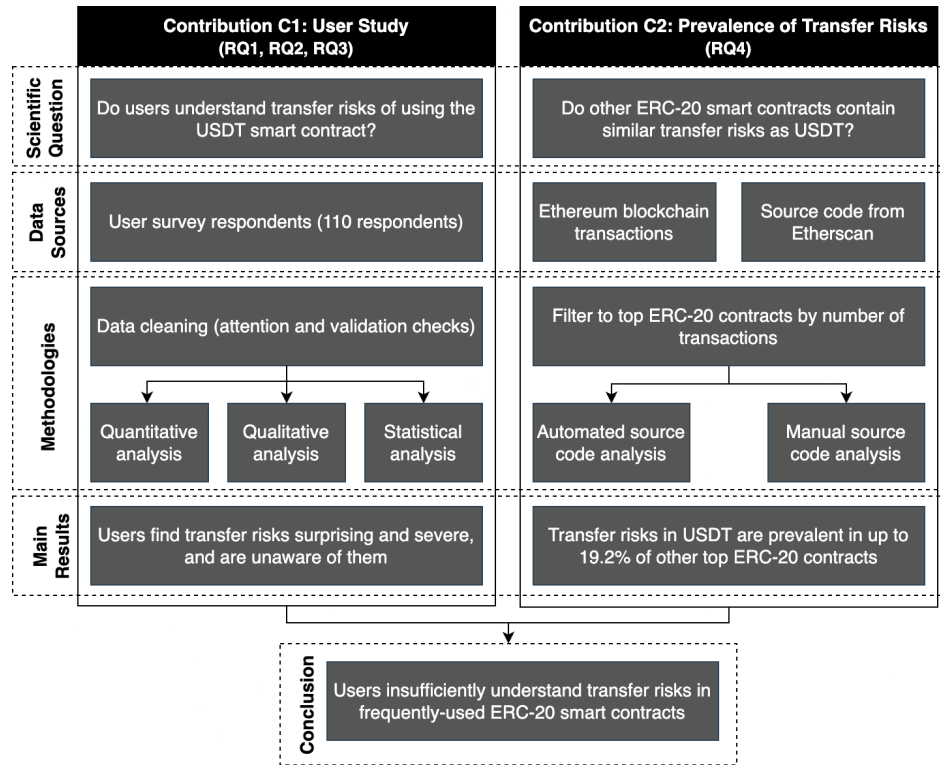 Contribution C1: User Study
(RQ1, RQ2, RQ3)
Contribution C2: Prevalence of Transfer Risks
(RQ4)
Scientific
Question
Do users understand transfer risks of using the
USDT smart contract?
Do other ERC-20 smart contracts contain
similar transfer risks as USDT?
Data
Sources
User survey respondents (110 respondents)
Ethereum blockchain
transactions
Source code from
Etherscan
Methodologies
Data cleaning (attention and validation checks)
Filter to top ERC-20 contracts by number of
transactions
Quantitative
analysis
Qualitative
analysis
Statistical
analysis
Automated source
code analysis
Manual source
code analysis
Main
Results
Users find transfer risks surprising and severe,
and are unaware of them
Transfer risks in USDT are prevalent in up to
19.2% of other top ERC-20 contracts
Conclusion
Users insufficiently understand transfer risks in
frequently-used ERC-20 smart contracts